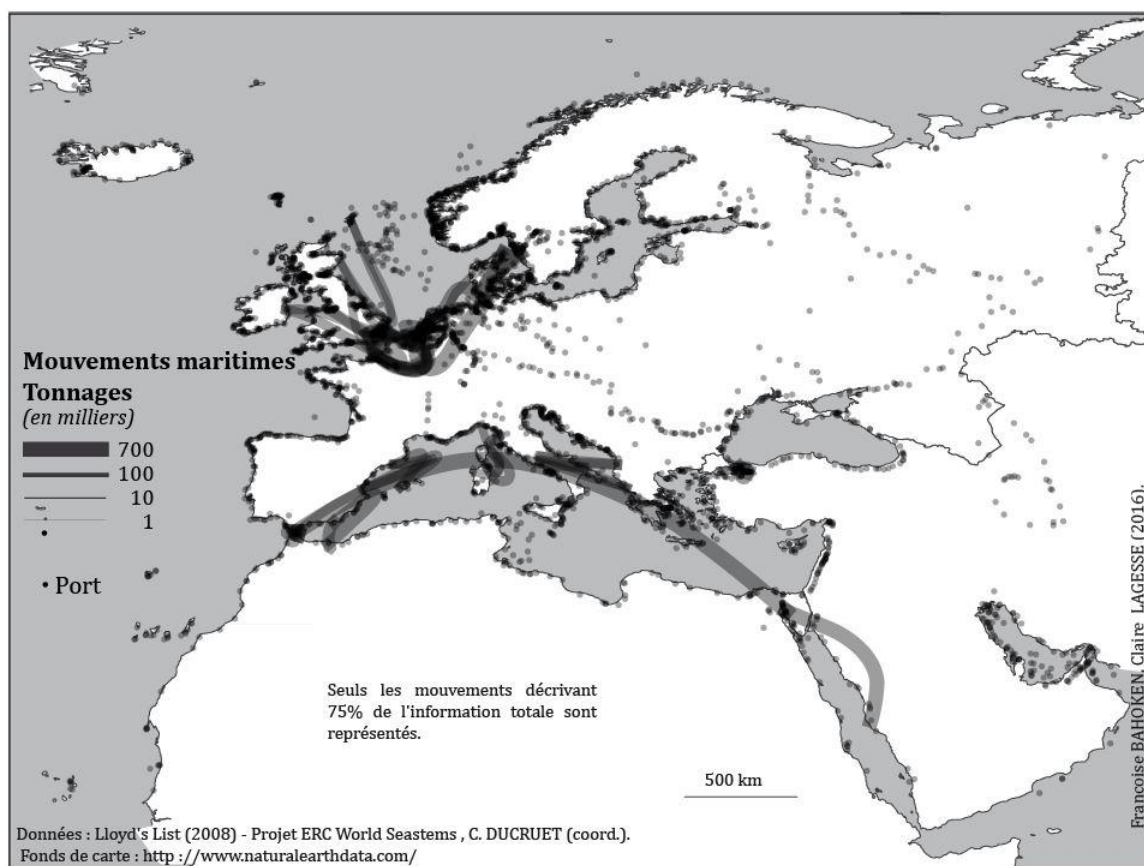 Mouvements maritimes
Tonnages
(en milliers)
700
100
10
1
• Port
Seuls les mouvements décrivant
75% de l'information totale sont
représentés.
500 km
Données : Lloyd's List (2008) - Projet ERC World Seastems , C. DUCRUET (coord.).
Fonds de carte : http ://www.naturalearthdata.com/
Francoise BAHOKEN, Claire LAGESSE (2016).